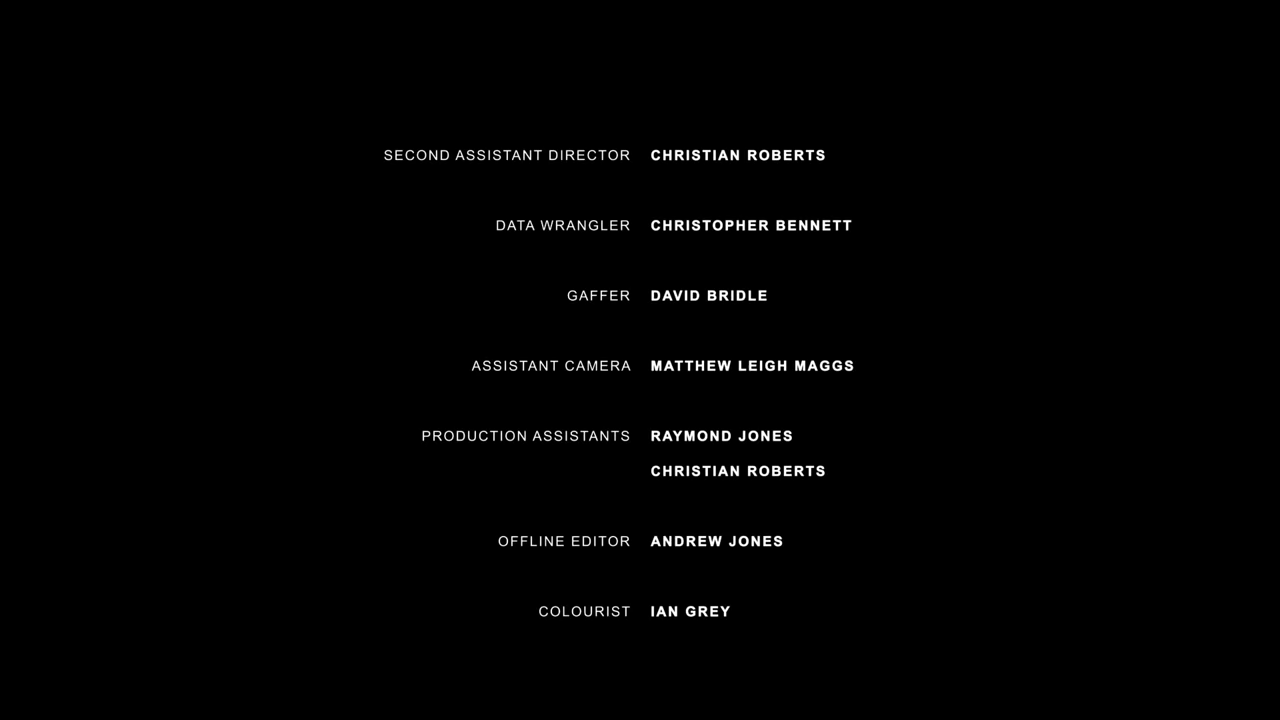 SECOND ASSISTANT DIRECTOR CHRISTIAN ROBERTS
DATA WRANGLER CHRISTOPHER BENNETT
GAFFER DAVID BRIDLE
ASSISTANT CAMERA MATTHEW LEIGH MAGGS
PRODUCTION ASSISTANTS RAYMOND JONES
CHRISTIAN ROBERTS
OFFLINE EDITOR ANDREW JONES
COLOURIST IAN GREY